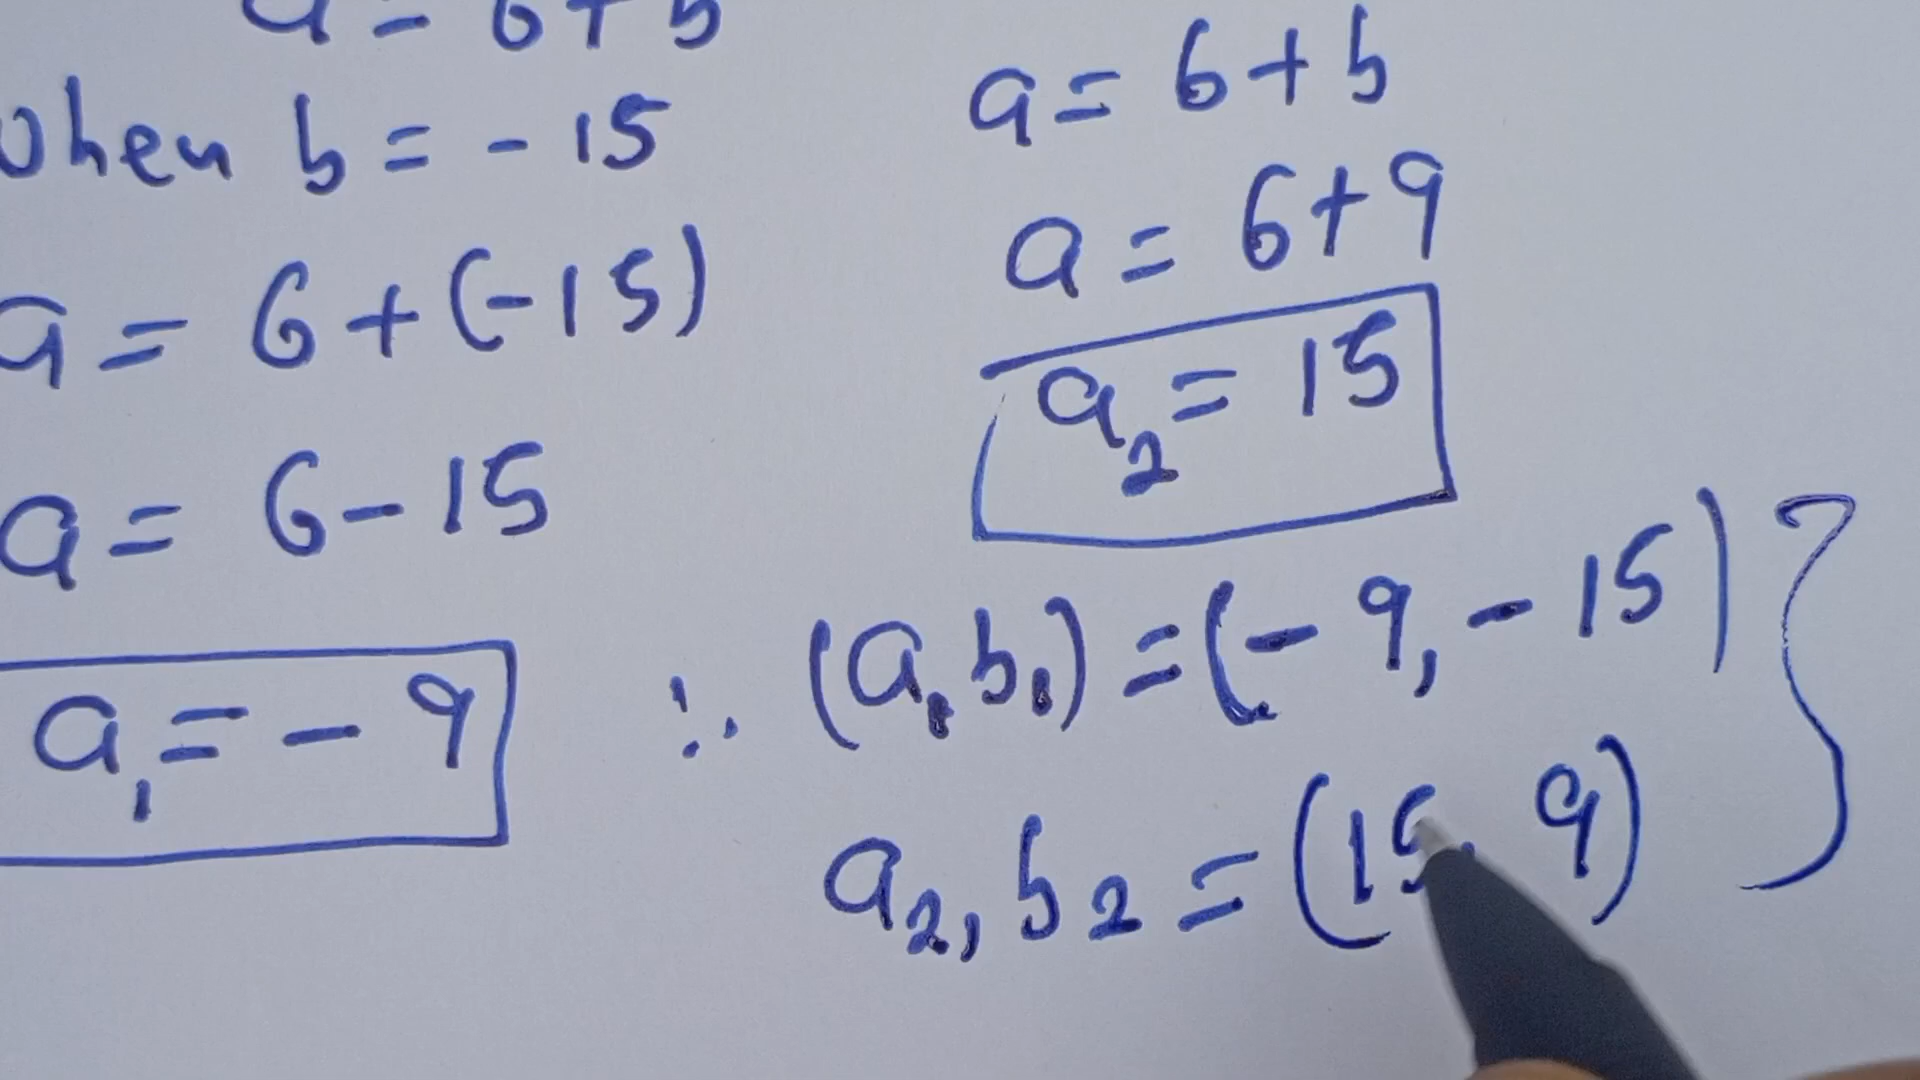 a = 6 + b
When b = - 15
a = 6 + (-15)
a = 6 - 15
a₁ = - 9
a = 6 + b
a = 6 + 9
a₂ = 15
∴ (a₁ b₁) = (- 9, - 15)
a₂, b₂ = (15, 9)